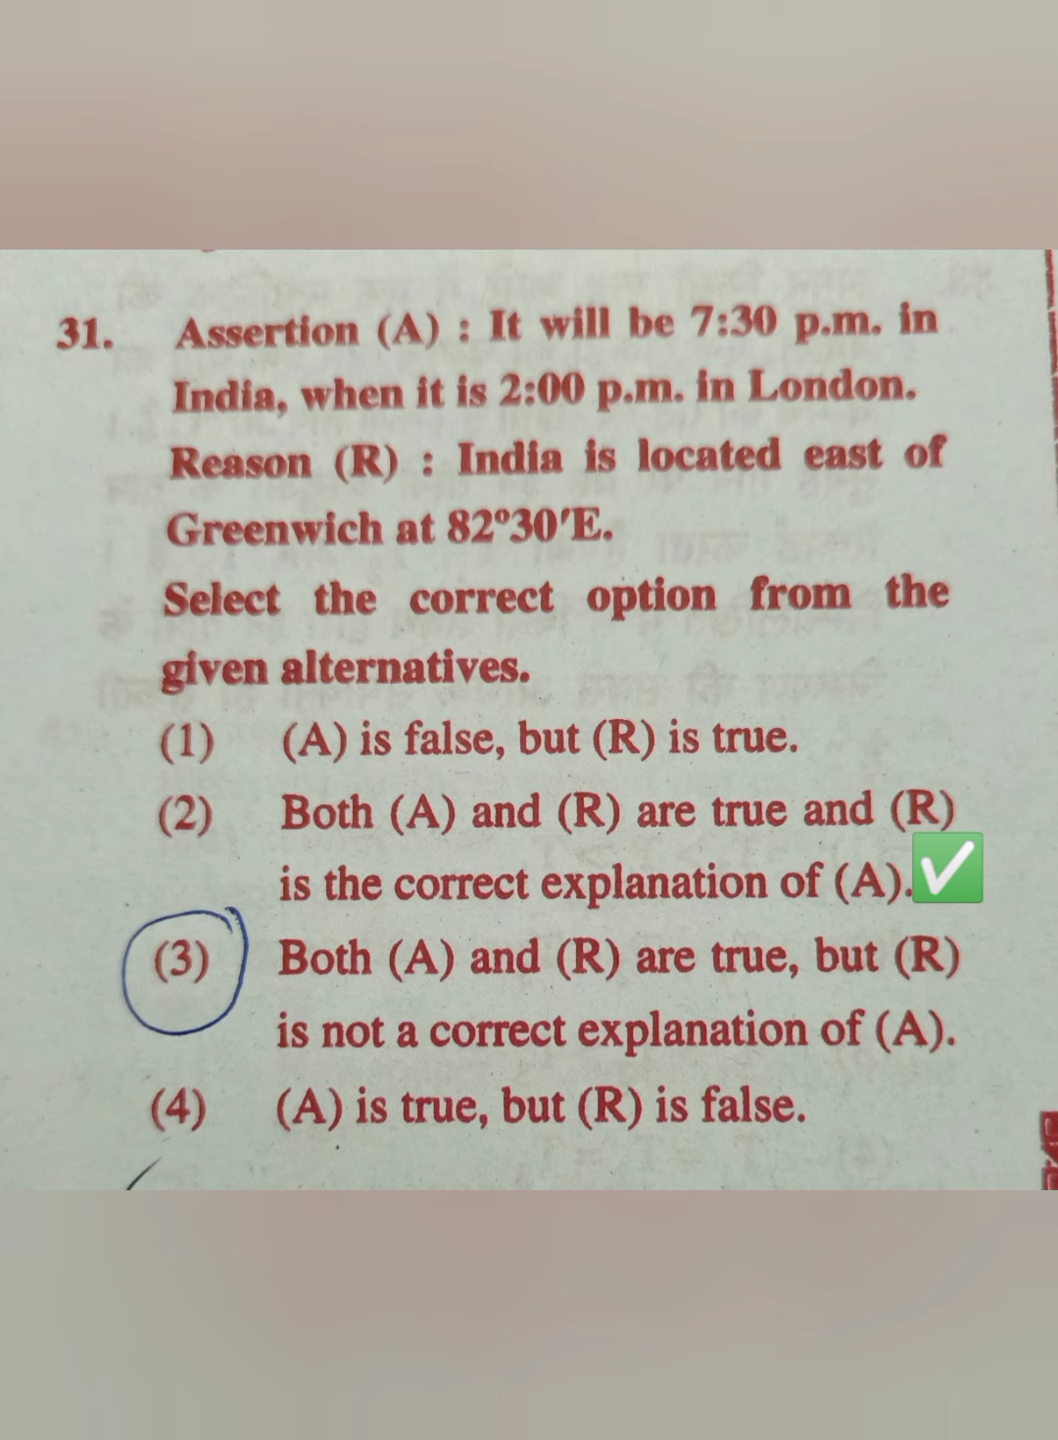 31. Assertion (A) : It will be 7:30 p.m. in
India, when it is 2:00 p.m. in London.
Reason (R) : India is located east of
Greenwich at 82°30′E.
Select the correct option from the
given alternatives.
(1) (A) is false, but (R) is true.
(2) Both (A) and (R) are true and (R)
is the correct explanation of (A).
(3) Both (A) and (R) are true, but (R)
is not a correct explanation of (A).
(4) (A) is true, but (R) is false.